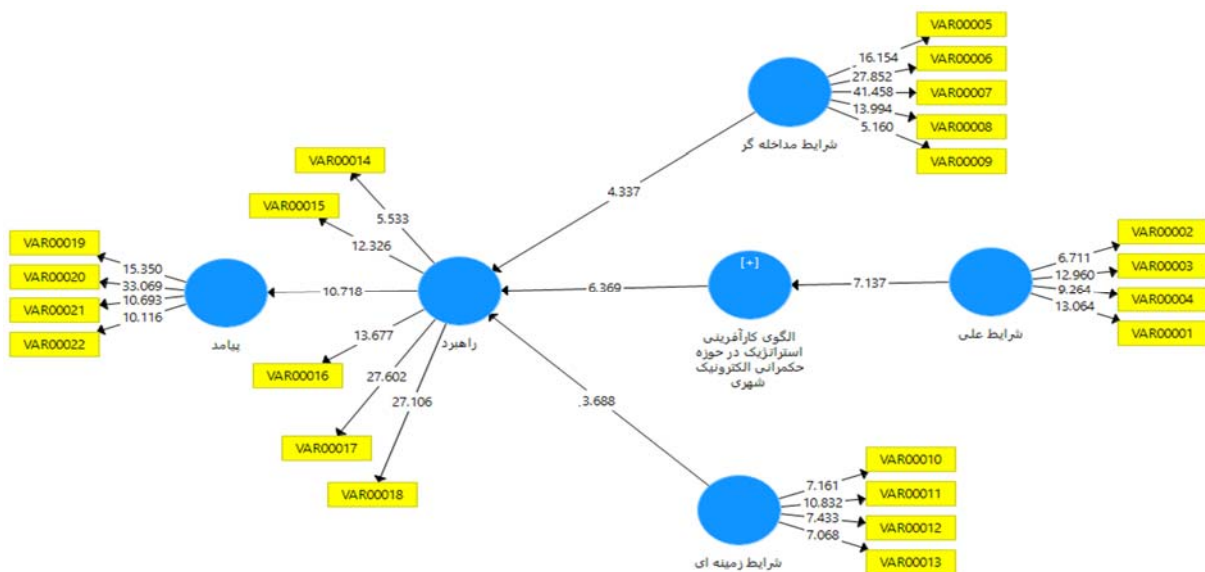 VAR00005
16.154
VAR00006
27.852
VAR00007
41.458
VAR00008
13.994
5.160
VAR00009
شرایط مداخله گر
4.337
VAR00014
VAR00015
5.533
12.326
VAR00019
15.350
VAR00020
33.069
VAR00021
10.693
10.116
VAR00022
پیامد
10.718
راهبرد
6.369
[+]
الگوی کارآفرینی
استراتژیک در حوزه
حکمرانی الکترونیک
شهری
7.137
VAR00002
6.711
VAR00003
12.960
9.264
VAR00004
13.064
VAR00001
شرایط علی
13.677
VAR00016
27.602
27.106
VAR00017
VAR00018
3.688
VAR00010
7.161
VAR00011
10.832
7.433
VAR00012
7.068
VAR00013
شرایط زمینه ای